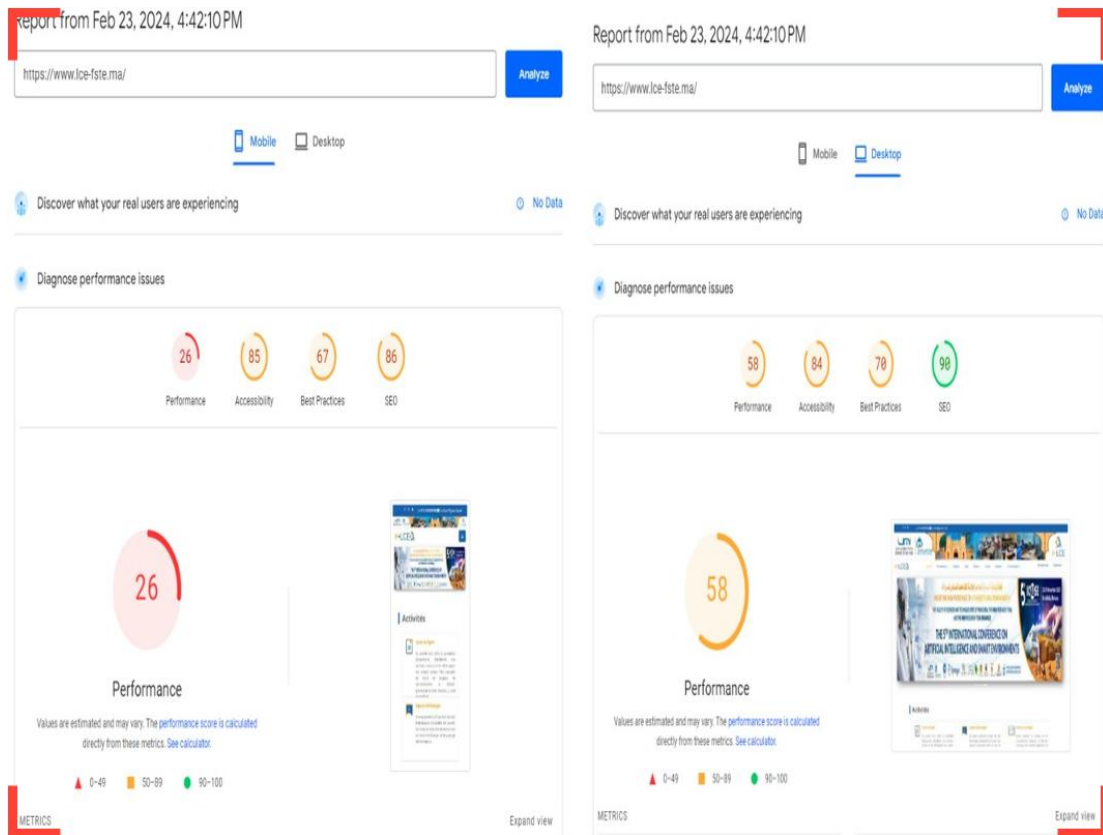 Report from Feb 23, 2024, 4:42:10 PM
https://www.lce-fste.ma/
Analyze
Mobile
Desktop
Discover what your real users are experiencing
No Data
Diagnose performance issues
26
85
67
86
Performance
Accessibility
Best Practices
SEO
26
Performance
Values are estimated and may vary. The performance score is calculated
directly from these metrics. See calculator.
0–49
50–89
90–100
METRICS
Expand view
Activités
Report from Feb 23, 2024, 4:42:10 PM
https://www.lce-fste.ma/
Analyze
Mobile
Desktop
Discover what your real users are experiencing
No Data
Diagnose performance issues
58
84
70
90
Performance
Accessibility
Best Practices
SEO
58
Performance
Values are estimated and may vary. The performance score is calculated
directly from these metrics. See calculator.
0–49
50–89
90–100
THE 5TH INTERNATIONAL CONFERENCE ON
ARTIFICIAL INTELLIGENCE AND SMART ENVIRONMENTS
Activités
METRICS
Expand view